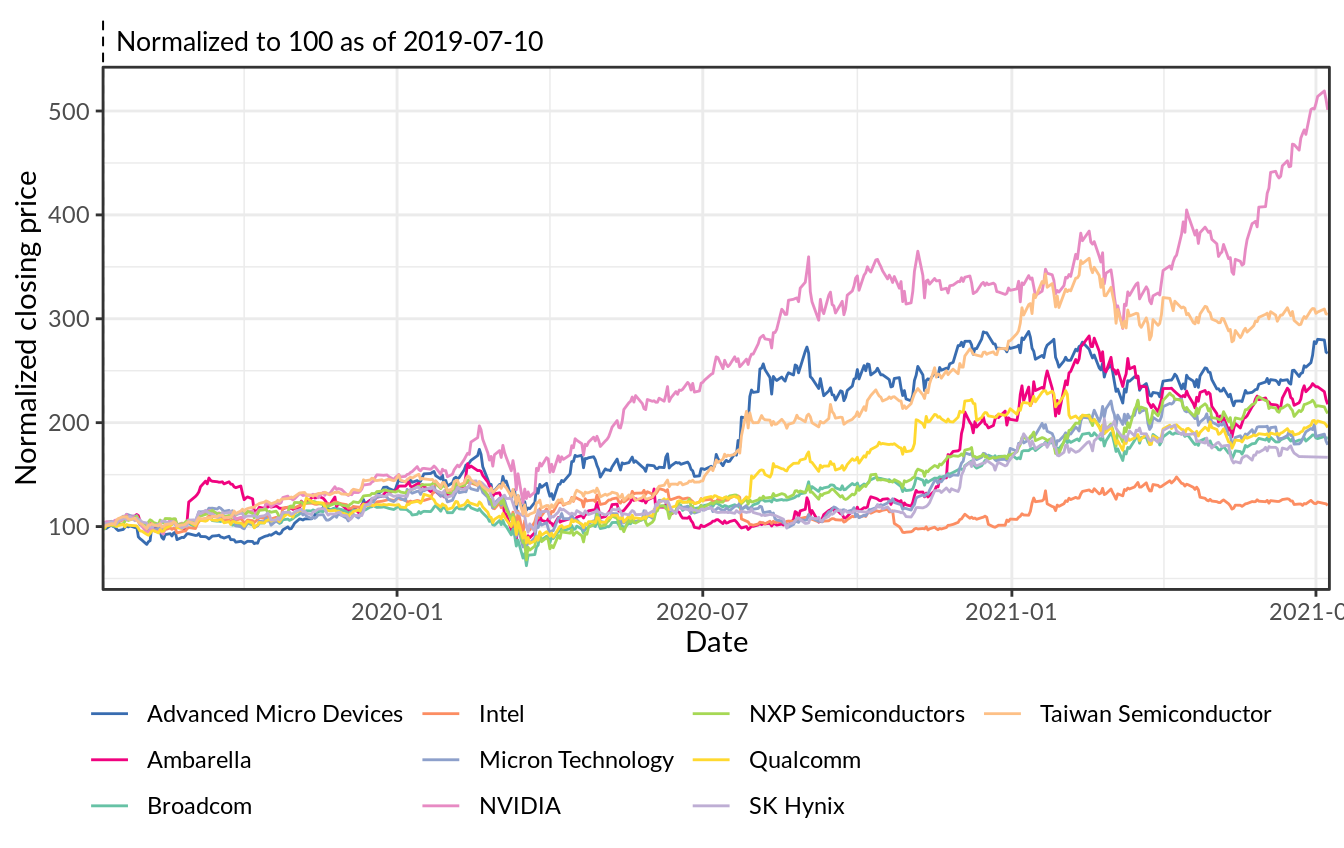 Normalized to 100 as of 2019-07-10
Normalized closing price
500
400
300
200
100
2020-01
2020-07
2021-01
2021-0
Date
Advanced Micro Devices
Intel
NXP Semiconductors
Taiwan Semiconductor
Ambarella
Micron Technology
Qualcomm
Broadcom
NVIDIA
SK Hynix